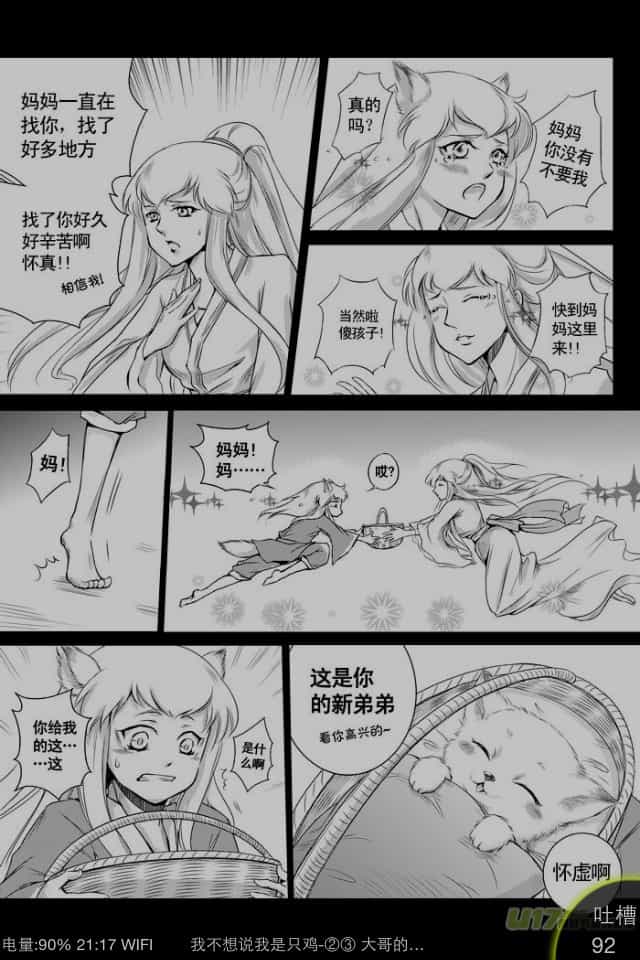 妈妈一直在
找你，找了
好多地方
找了你好久
好辛苦啊
怀真!!
相信我!
真的
吗?
妈妈
你没有
不要我
当然啦
傻孩子!
快到妈
妈这里
来!!
妈!
妈妈!
妈……
哎?
你给我
的这…
…这
是什
么啊
这是你
的新弟弟
看你高兴的~
怀虚啊
U17
吐槽
92
电量:90% 21:17 WIFI
我不想说我是只鸡-②③ 大哥的...